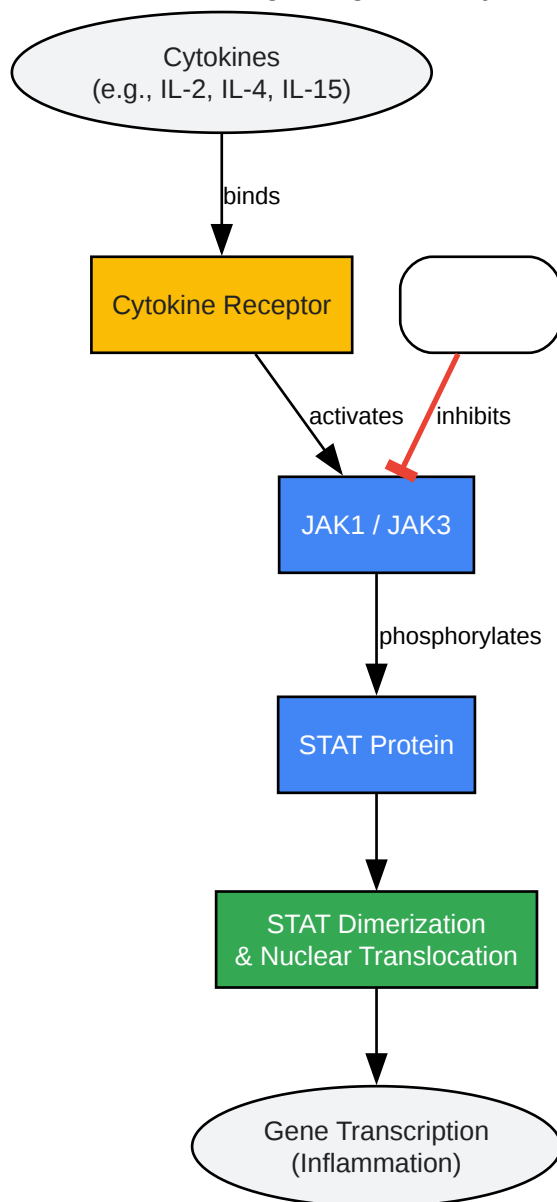 Cytokines
(e.g., IL-2, IL-4, IL-15)
binds
Cytokine Receptor
activates
inhibits
JAK1 / JAK3
phosphorylates
STAT Protein
STAT Dimerization
& Nuclear Translocation
Gene Transcription
(Inflammation)